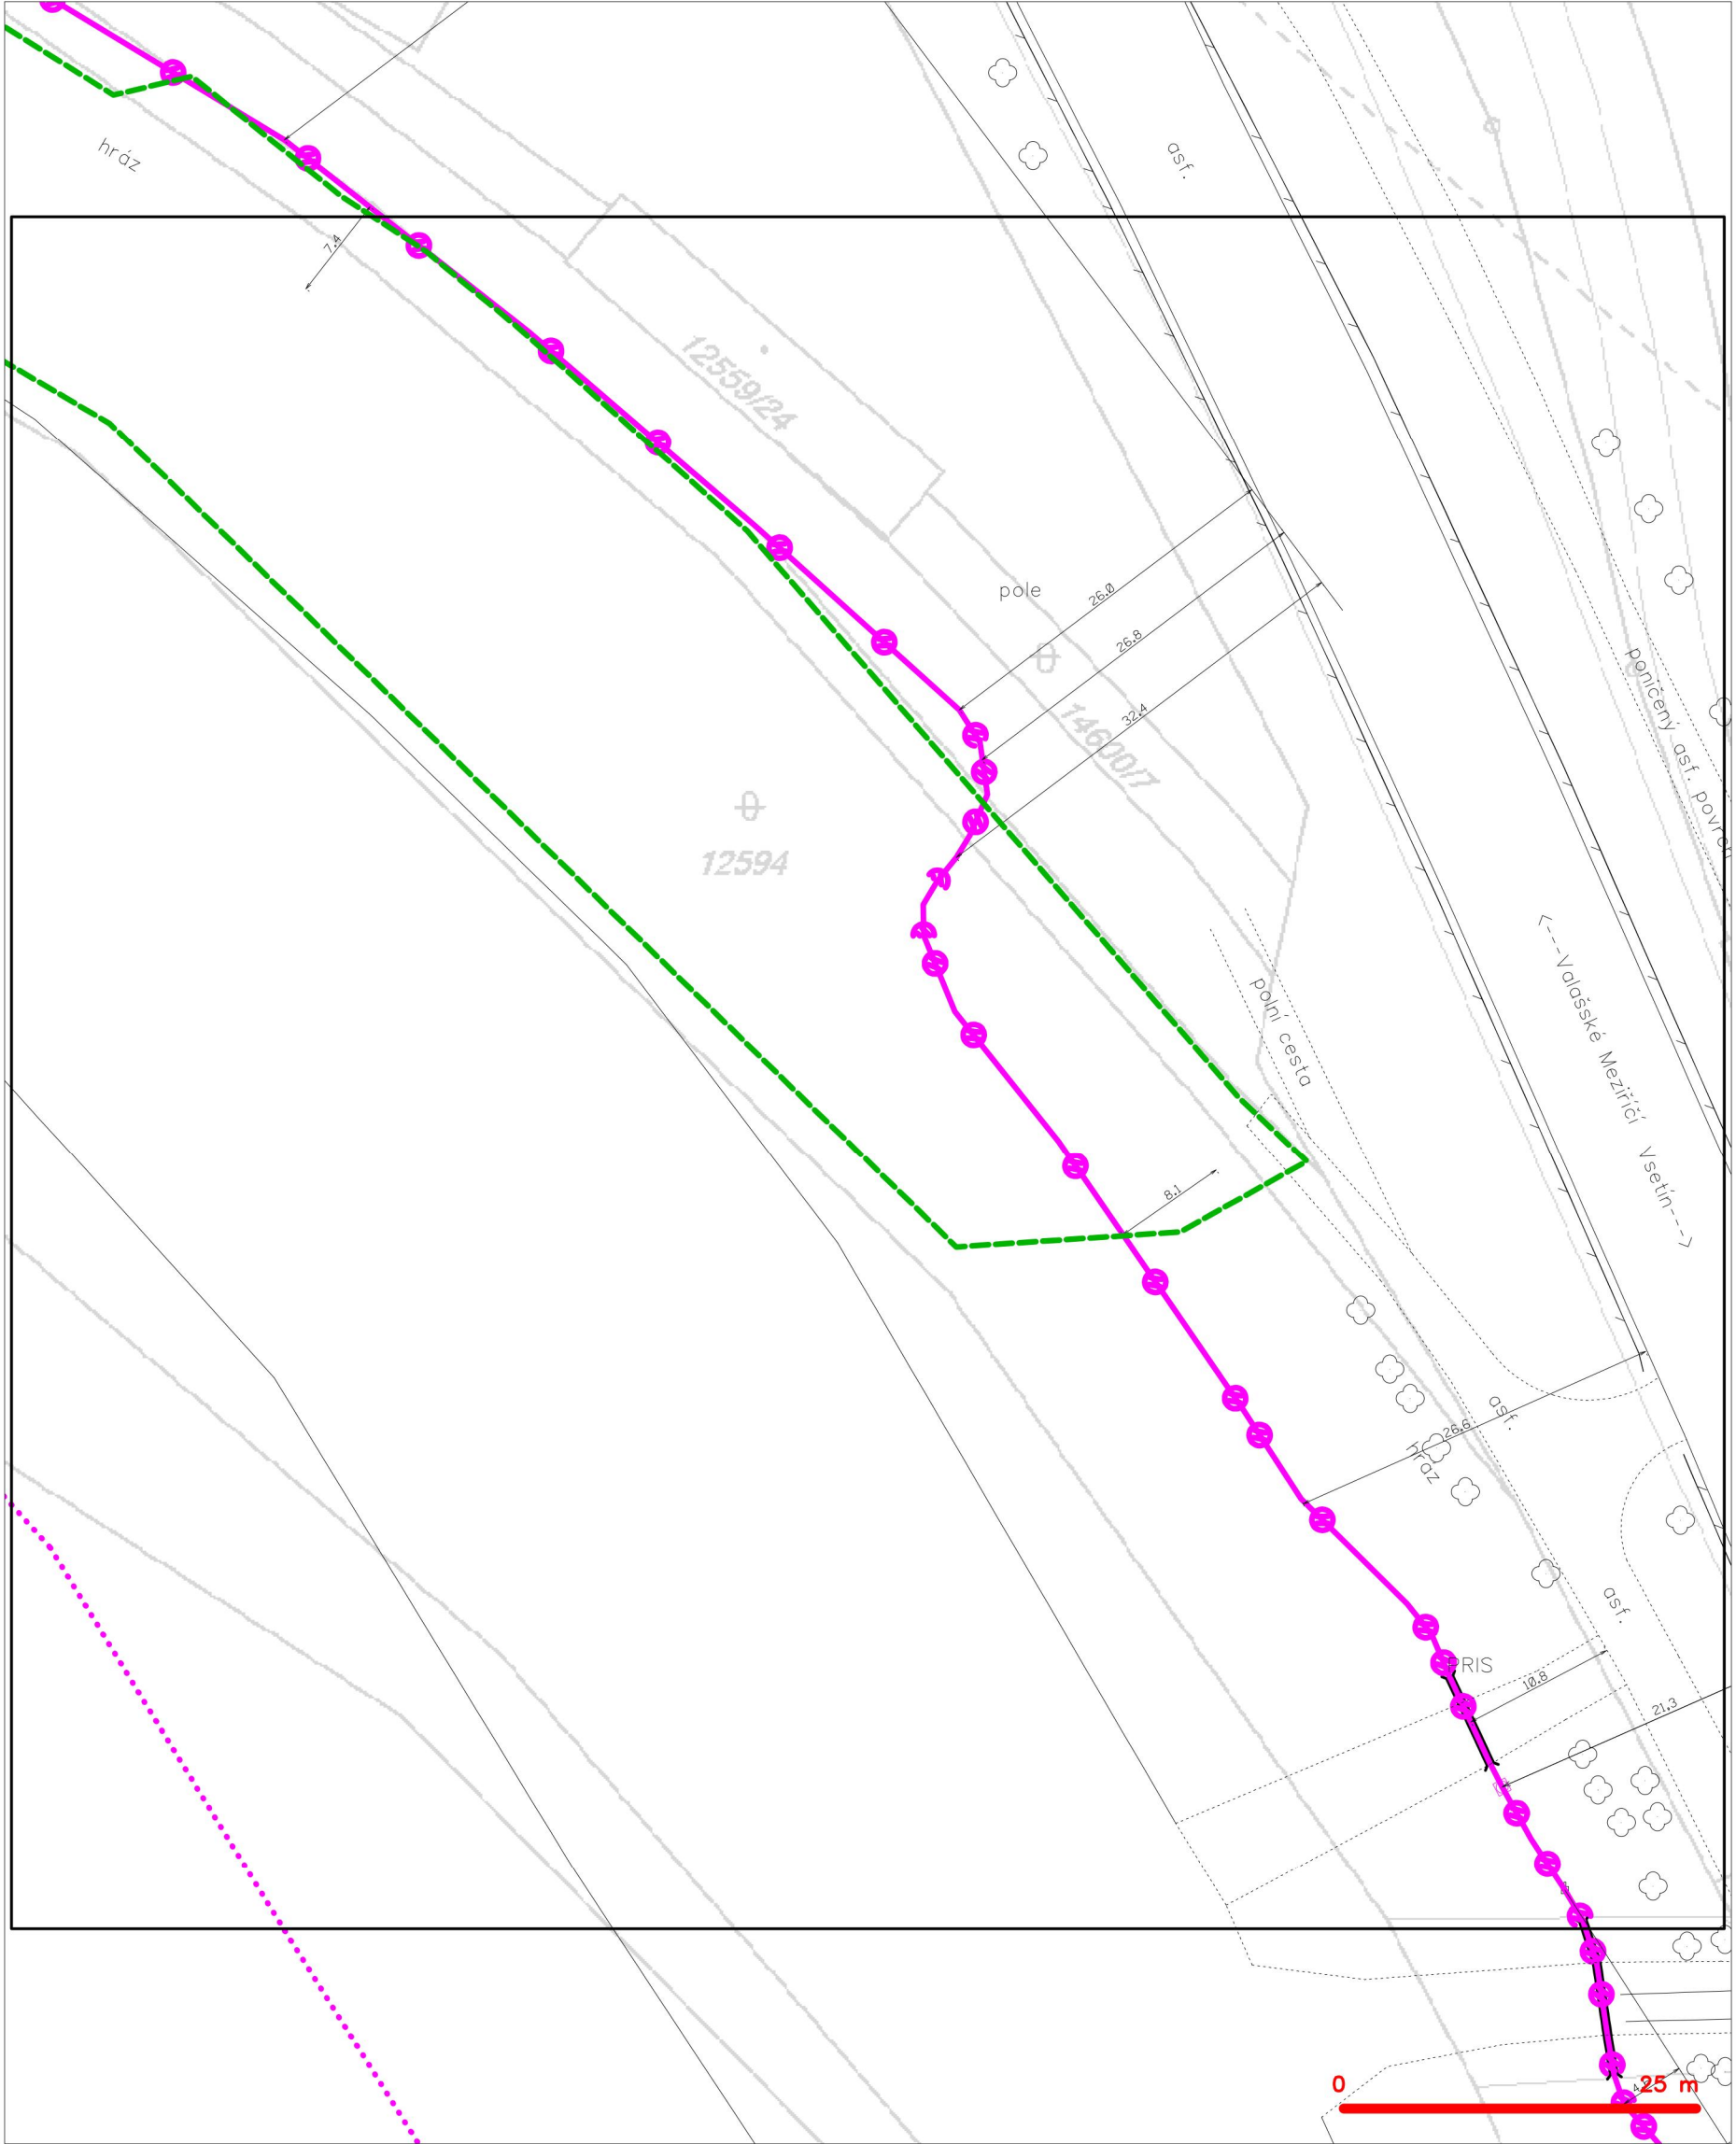 hráz
asf.
7.4
12559/24
pole
26.0
26.8
32.4
14600/7
poničený asf. povrch
12594
polní cesta
<--Valašské Meziříčí Vsetín-->
8.1
asf.
26.6
hráz
asf.
PRIS
10.8
21.3
0 25 m